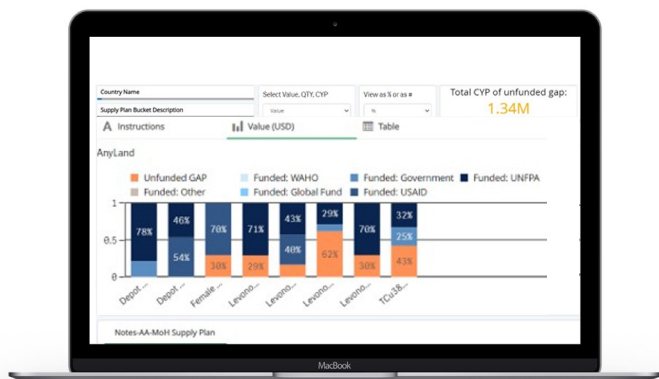 Country Name
Select Value, QTY, CYP
View as % or as #
Total CYP of unfunded gap:
1.34M
Supply Plan Bucket Description
Value
%
A Instructions
Value (USD)
Table
AnyLand
Unfunded GAP
Funded: WAHO
Funded: Government
Funded: UNFPA
Funded: Other
Funded: Global Fund
Funded: USAID
1
0.5
0
78%
46%
54%
70%
30%
71%
29%
43%
40%
29%
62%
70%
30%
32%
25%
43%
Depot ...
Depot ...
Female ...
Levono...
Levono...
Levono...
Levono...
TCu38...
Notes-AA-MoH Supply Plan
MacBook